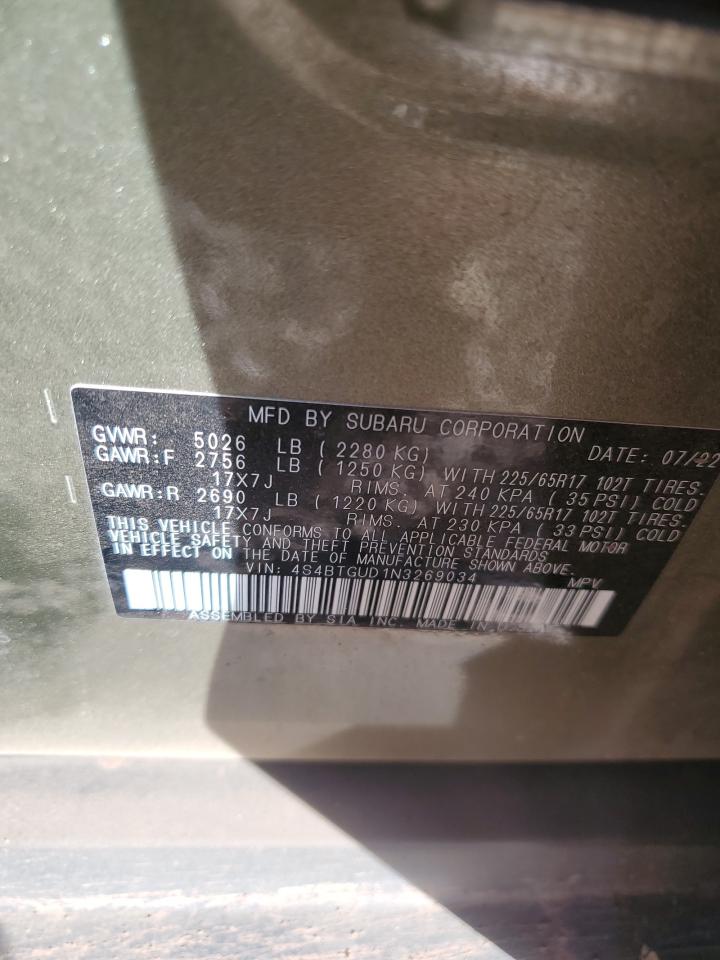 MFD BY SUBARU CORPORATION
GVWR: 5026 LB ( 2280 KG) DATE: 07/22
GAWR:F 2756 LB ( 1250 KG) WITH 225/65R17 102T TIRES.
17X7J RIMS. AT 240 KPA ( 35 PSI) COLD
GAWR:R 2690 LB ( 1220 KG) WITH 225/65R17 102T TIRES.
17X7J RIMS. AT 230 KPA ( 33 PSI) COLD
THIS VEHICLE CONFORMS TO ALL APPLICABLE FEDERAL MOTOR
VEHICLE SAFETY AND THEFT PREVENTION STANDARDS
IN EFFECT ON THE DATE OF MANUFACTURE SHOWN ABOVE.
VIN: 4S4BTGUD1N3269034 MPV
ASSEMBLED BY SIA INC. MADE IN